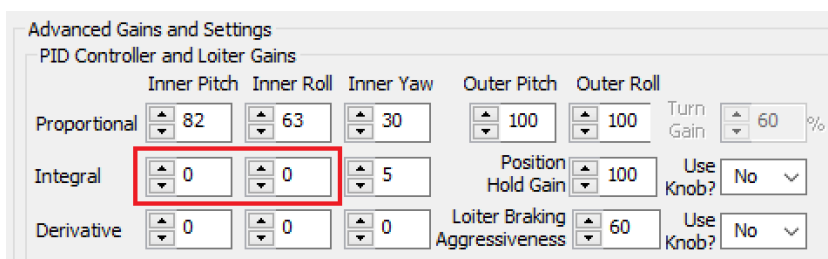 Advanced Gains and Settings
PID Controller and Loiter Gains
Inner Pitch Inner Roll Inner Yaw Outer Pitch Outer Roll
Proportional 82 63 30 100 100 Turn Gain 60 %
Integral 0 0 5 Position Hold Gain 100 Use Knob? No
Derivative 0 0 0 Loiter Braking Aggressiveness 60 Use Knob? No